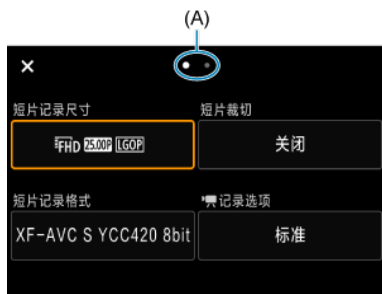 (A)
×
短片记录尺寸 短片裁切
FHD 25.00P LGOP 关闭
短片记录格式 记录选项
XF-AVC S YCC420 8bit 标准